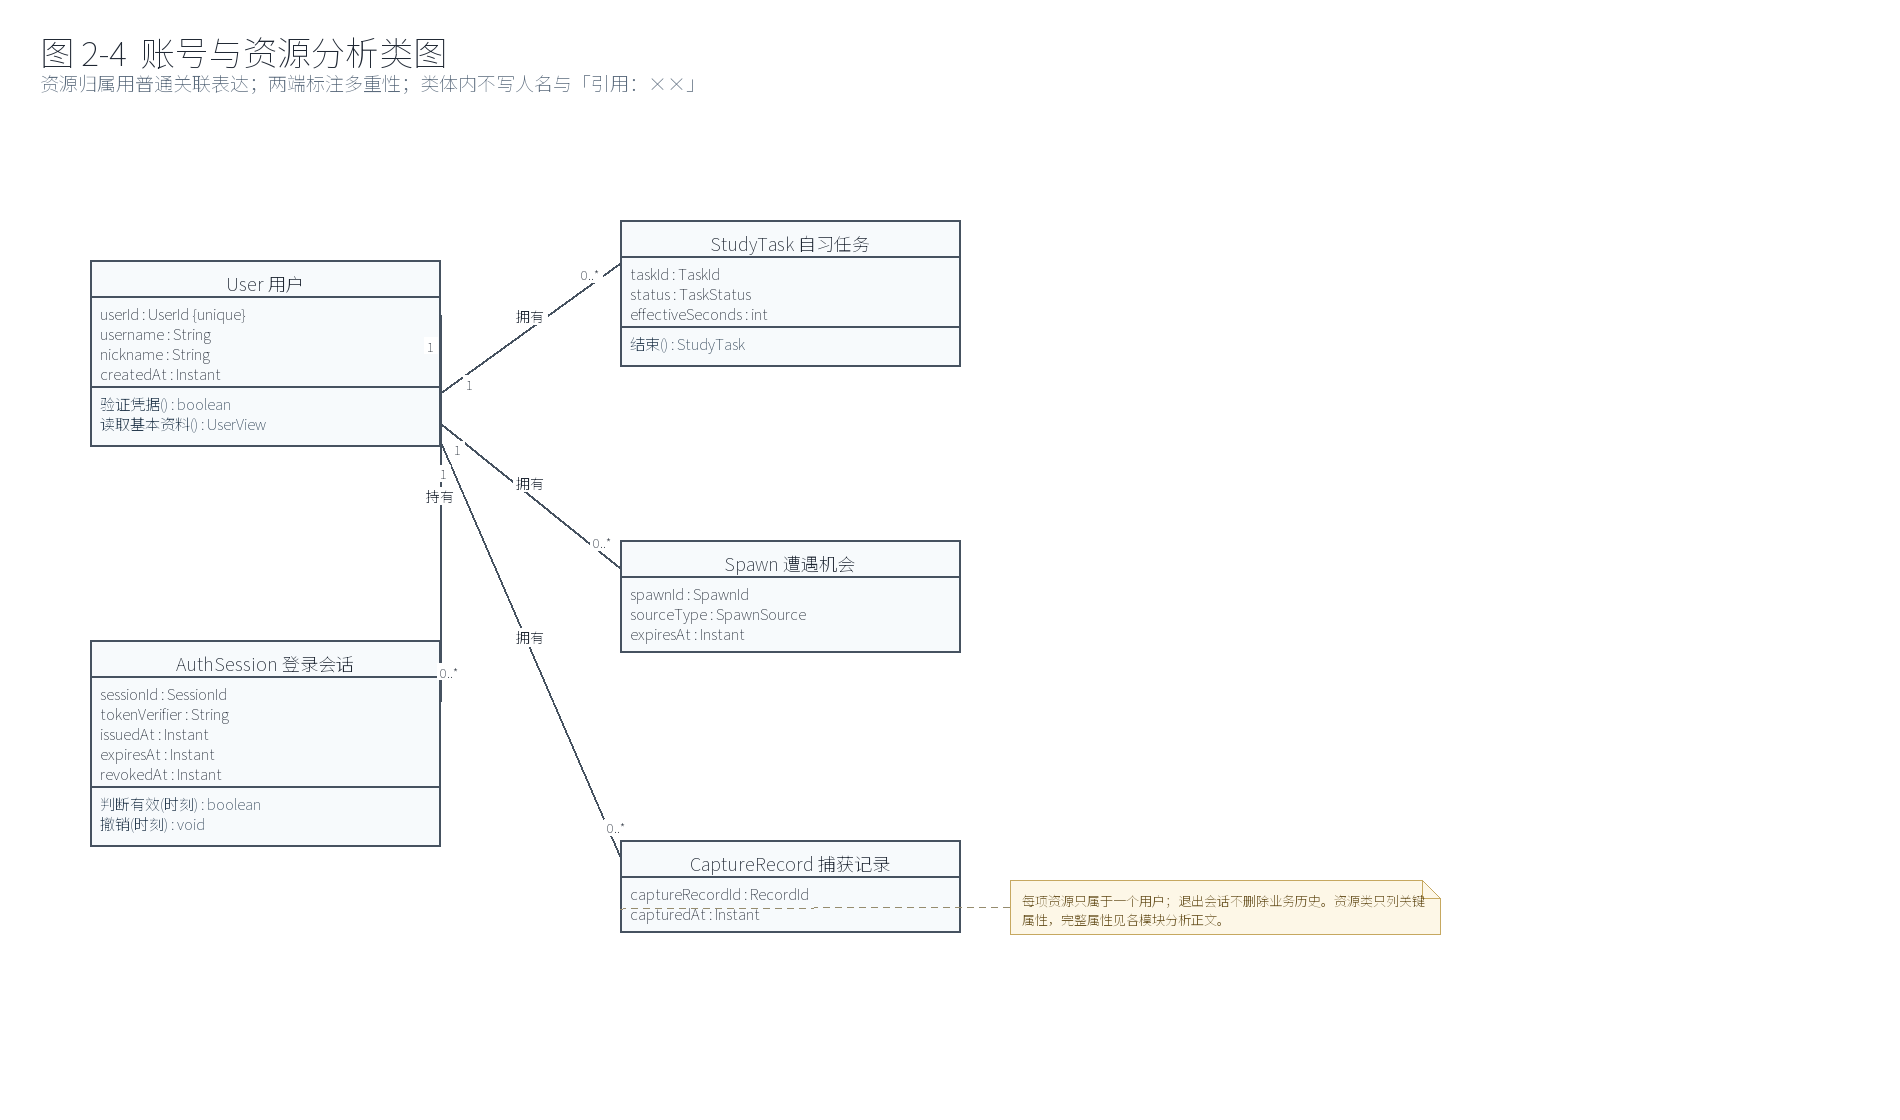 图 2-4 账号与资源分析类图
资源归属用普通关联表达；两端标注多重性；类体内不写人名与「引用：××」
User 用户
userId : UserId {unique}
username : String
nickname : String
createdAt : Instant
验证凭据() : boolean
读取基本资料() : UserView
StudyTask 自习任务
taskId : TaskId
status : TaskStatus
effectiveSeconds : int
结束() : StudyTask
0..*
拥有
1
1
1
拥有
0..*
1
持有
0..*
拥有
0..*
Spawn 遭遇机会
spawnId : SpawnId
sourceType : SpawnSource
expiresAt : Instant
AuthSession 登录会话
sessionId : SessionId
tokenVerifier : String
issuedAt : Instant
expiresAt : Instant
revokedAt : Instant
判断有效(时刻) : boolean
撤销(时刻) : void
CaptureRecord 捕获记录
captureRecordId : RecordId
capturedAt : Instant
每项资源只属于一个用户；退出会话不删除业务历史。资源类只列关键
属性，完整属性见各模块分析正文。